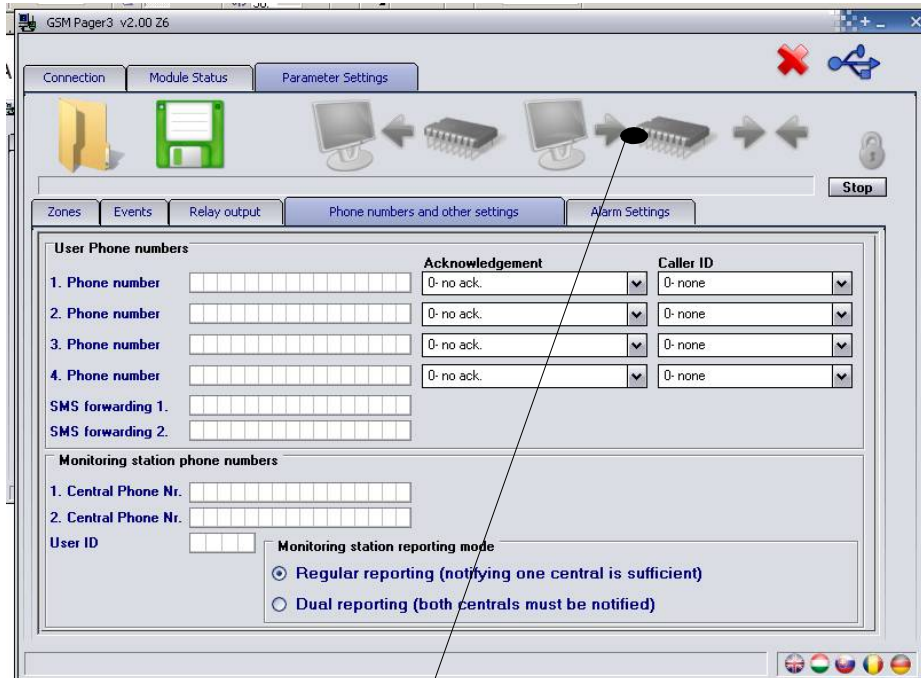 GSM Pager3 v2.00 Z6
Connection Module Status Parameter Settings
Stop
Zones Events Relay output Phone numbers and other settings Alarm Settings
User Phone numbers
Acknowledgement Caller ID
1. Phone number 0- no ack. 0- none
2. Phone number 0- no ack. 0- none
3. Phone number 0- no ack. 0- none
4. Phone number 0- no ack. 0- none
SMS forwarding 1.
SMS forwarding 2.
Monitoring station phone numbers
1. Central Phone Nr.
2. Central Phone Nr.
User ID
Monitoring station reporting mode
Regular reporting (notifying one central is sufficient)
Dual reporting (both centrals must be notified)